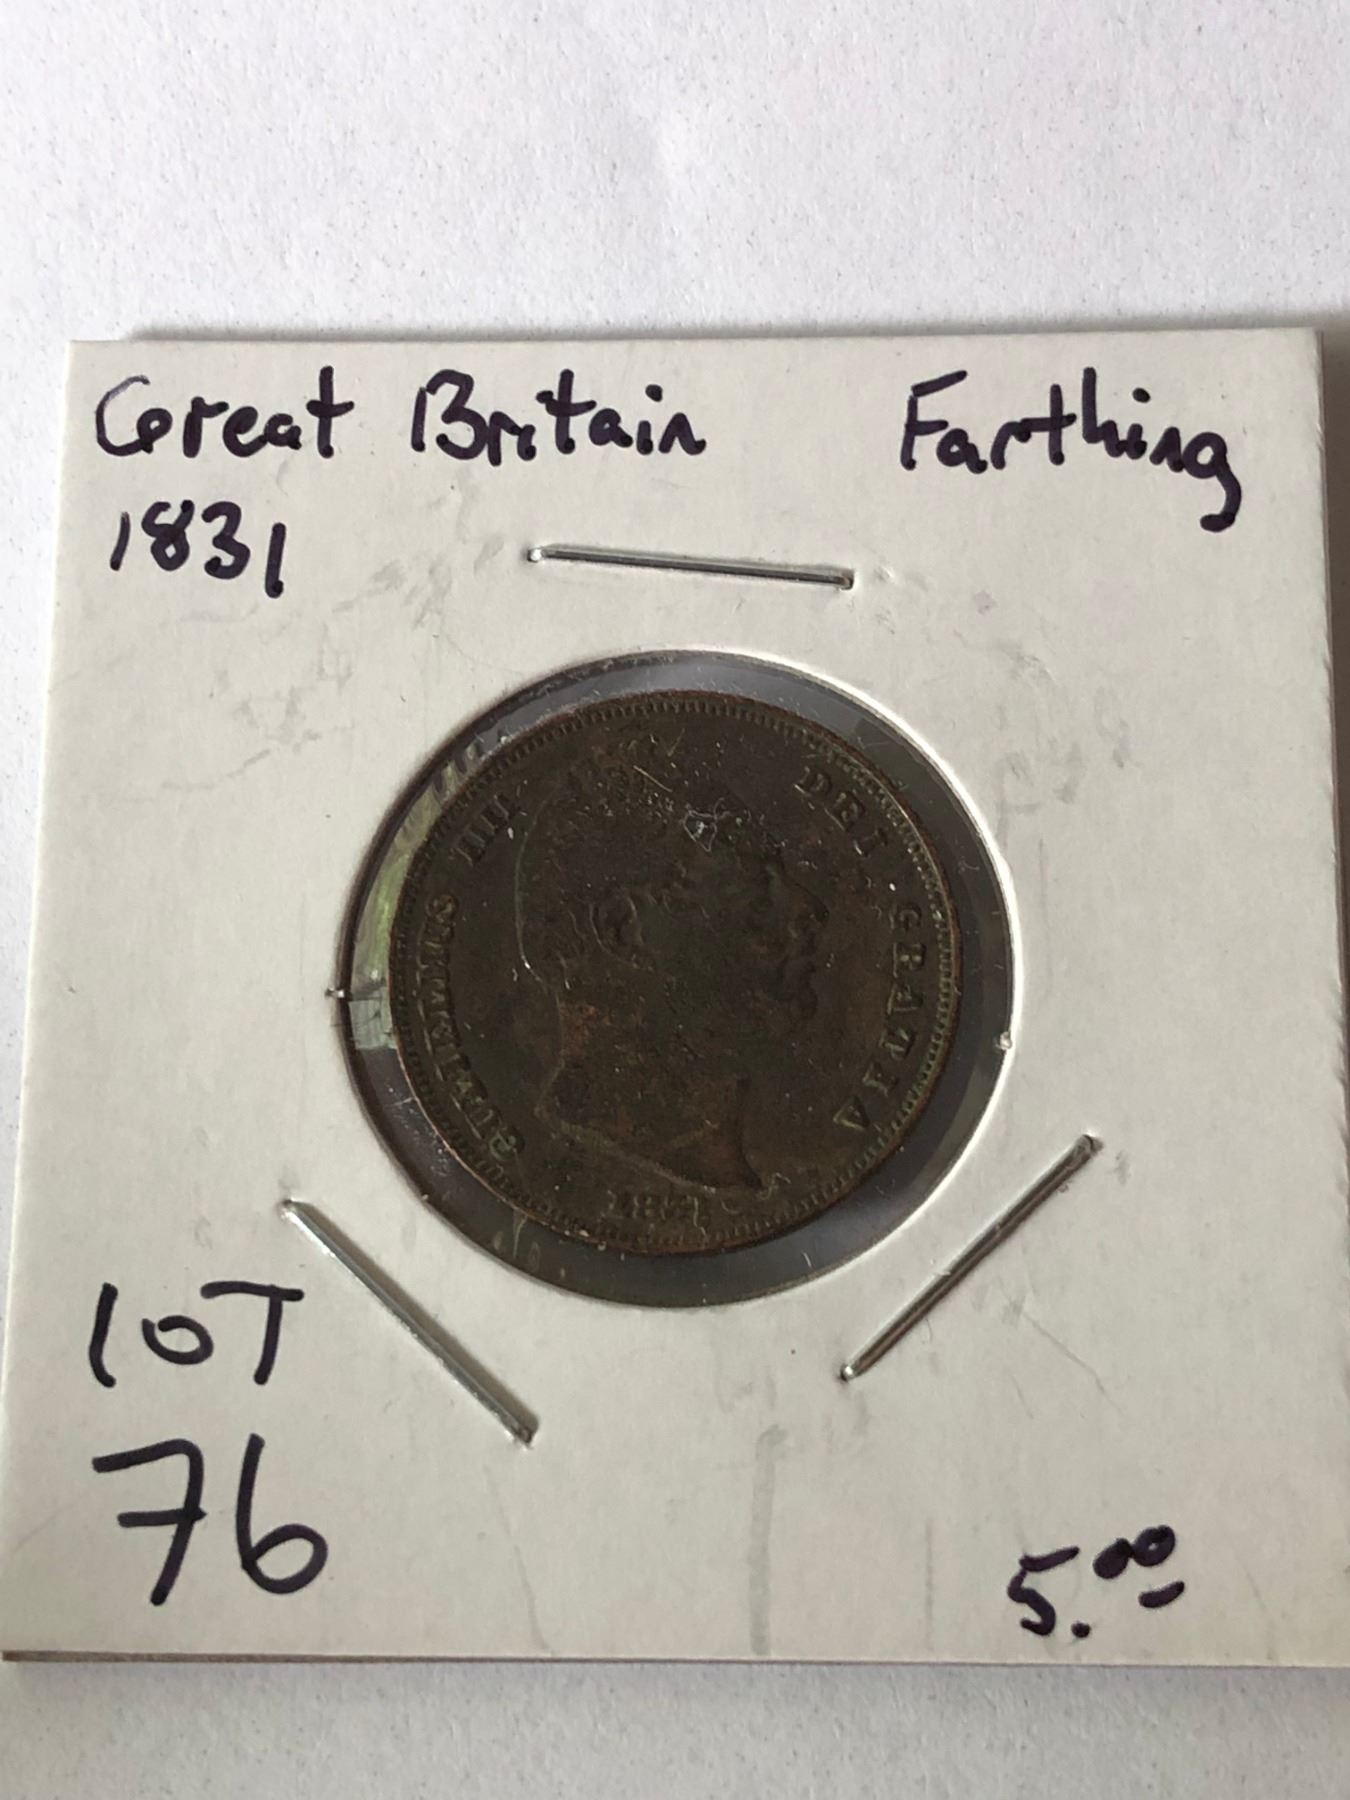 Great Britain Farthing
1831
GULIELMUS IIII DEI GRATIA
LOT
76
5.00